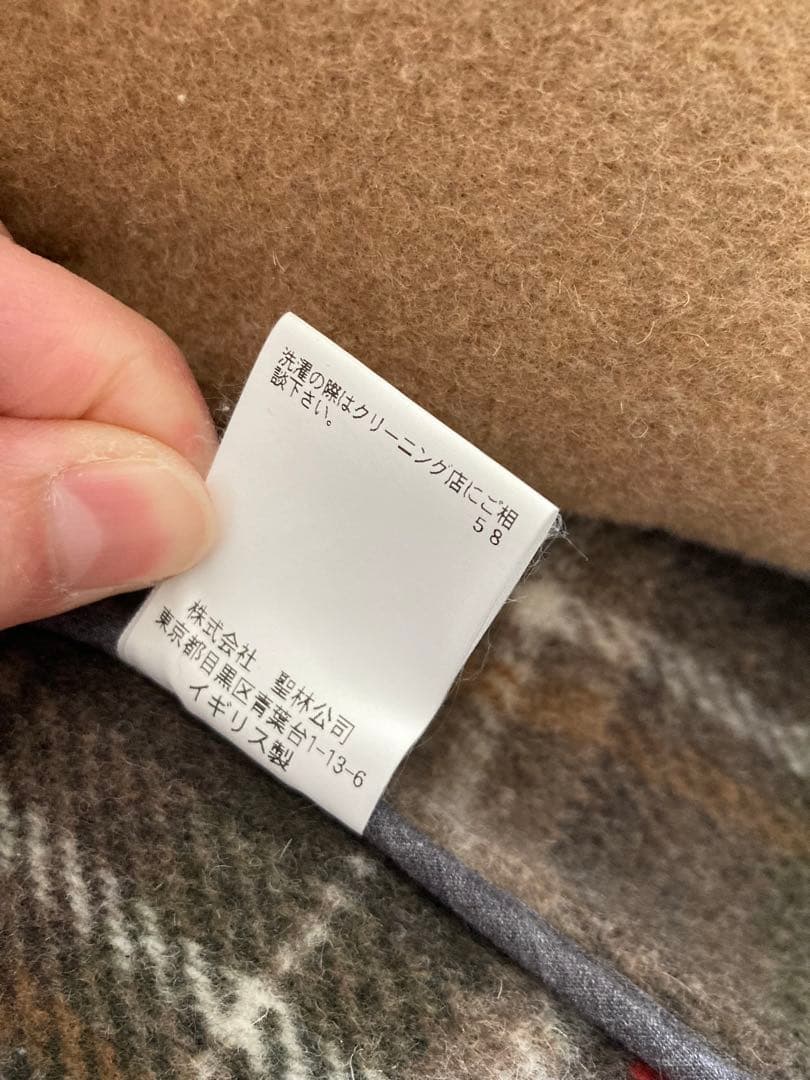 洗濯の際はクリーニング店にご相
談下さい。
58
株式会社 聖林公司
東京都目黒区青葉台1-13-6
イギリス製